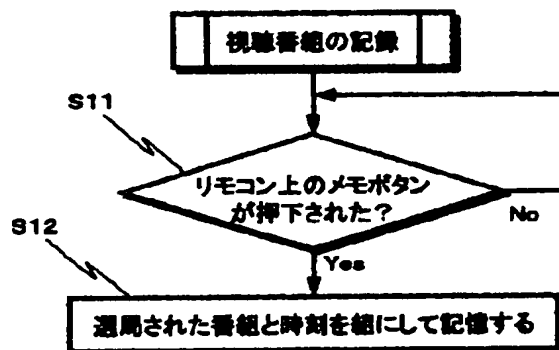 視聴番組の記録
S11
リモコン上のメモボタン
が押下された?
No
S12
Yes
選局された番組と時刻を組にして記憶する